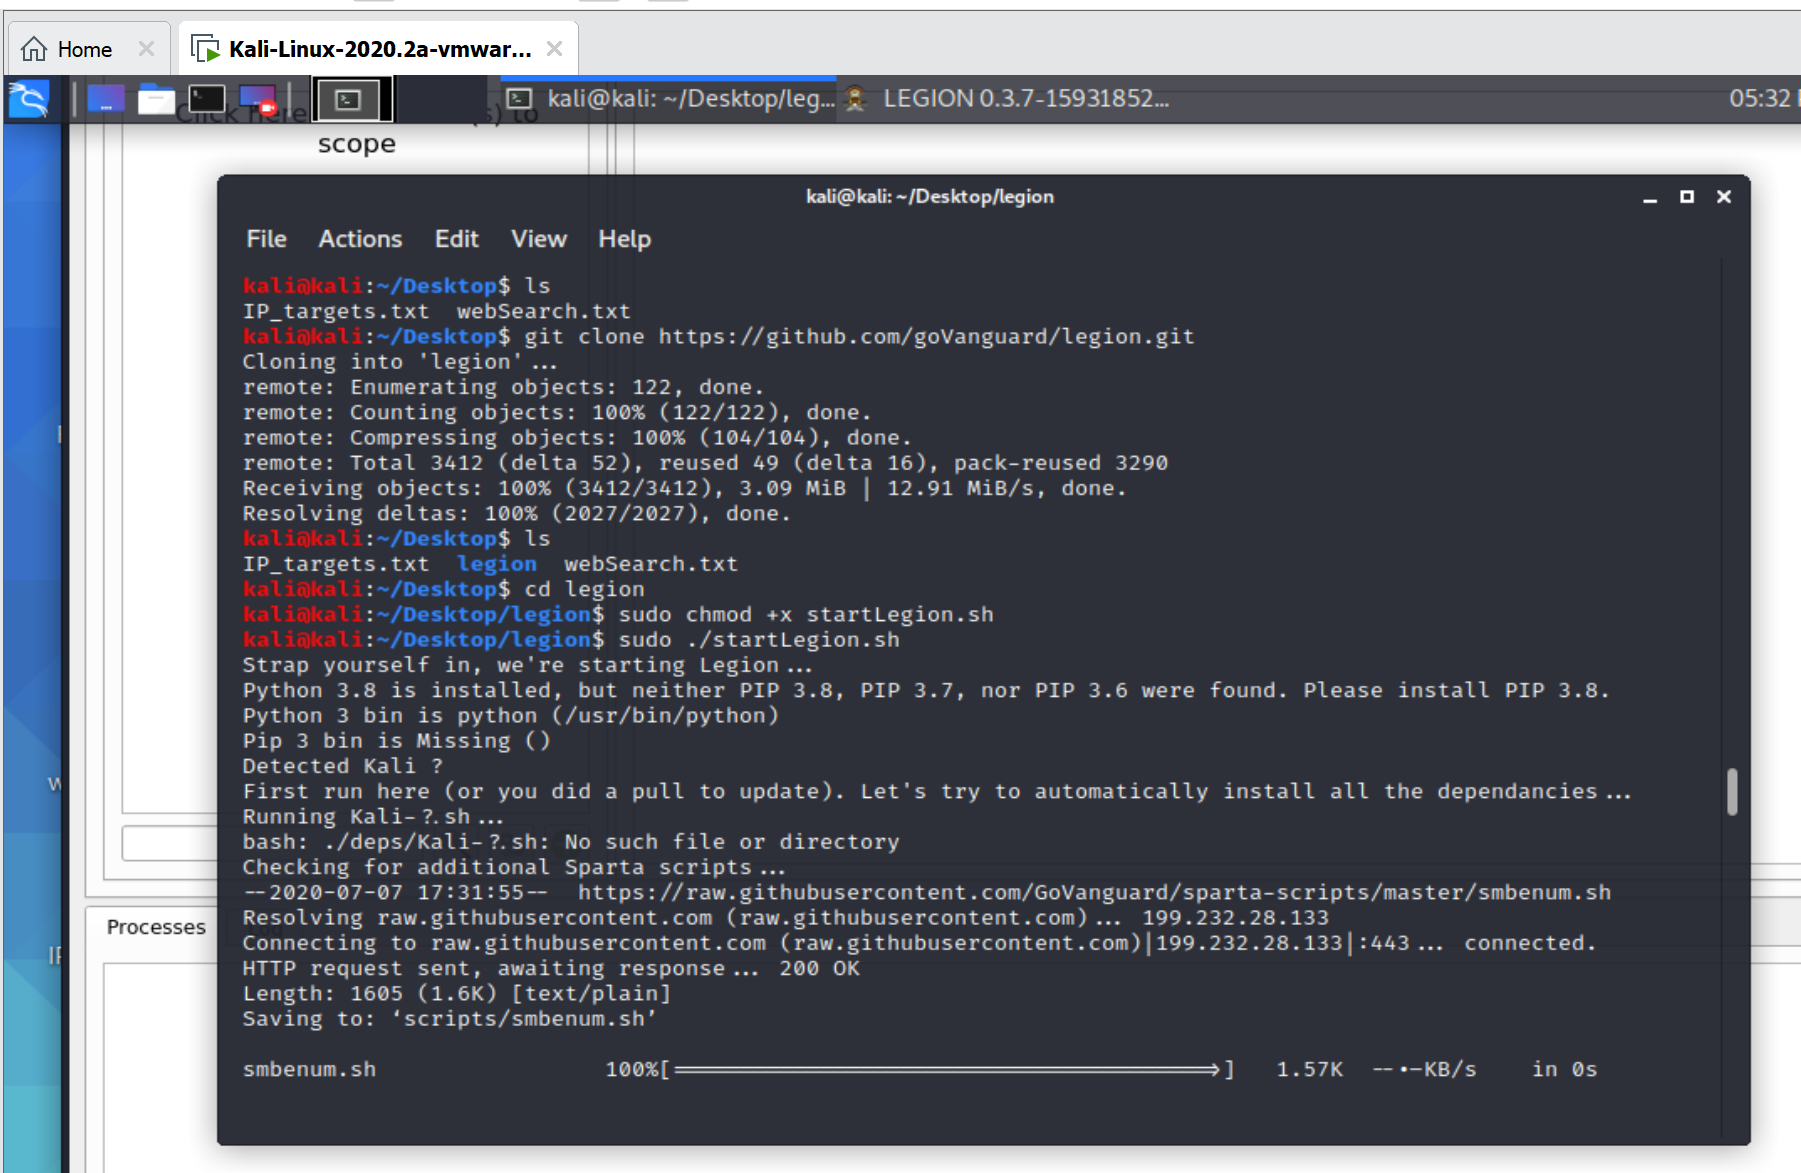 Home
Kali-Linux-2020.2a-vmwar...
kali@kali: ~/Desktop/leg...
LEGION 0.3.7-15931852...
05:32
Click here (s) to
scope
kali@kali: ~/Desktop/legion
File Actions Edit View Help
kali@kali:~/Desktop$ ls
IP_targets.txt  webSearch.txt
kali@kali:~/Desktop$ git clone https://github.com/goVanguard/legion.git
Cloning into 'legion'...
remote: Enumerating objects: 122, done.
remote: Counting objects: 100% (122/122), done.
remote: Compressing objects: 100% (104/104), done.
remote: Total 3412 (delta 52), reused 49 (delta 16), pack-reused 3290
Receiving objects: 100% (3412/3412), 3.09 MiB | 12.91 MiB/s, done.
Resolving deltas: 100% (2027/2027), done.
kali@kali:~/Desktop$ ls
IP_targets.txt  legion  webSearch.txt
kali@kali:~/Desktop$ cd legion
kali@kali:~/Desktop/legion$ sudo chmod +x startLegion.sh
kali@kali:~/Desktop/legion$ sudo ./startLegion.sh
Strap yourself in, we're starting Legion...
Python 3.8 is installed, but neither PIP 3.8, PIP 3.7, nor PIP 3.6 were found. Please install PIP 3.8.
Python 3 bin is python (/usr/bin/python)
Pip 3 bin is Missing ()
Detected Kali ?
First run here (or you did a pull to update). Let's try to automatically install all the dependancies...
Running Kali-?.sh...
bash: ./deps/Kali-?.sh: No such file or directory
Checking for additional Sparta scripts...
--2020-07-07 17:31:55--  https://raw.githubusercontent.com/GoVanguard/sparta-scripts/master/smbenum.sh
Resolving raw.githubusercontent.com (raw.githubusercontent.com)... 199.232.28.133
Connecting to raw.githubusercontent.com (raw.githubusercontent.com)|199.232.28.133|:443... connected.
HTTP request sent, awaiting response... 200 OK
Length: 1605 (1.6K) [text/plain]
Saving to: ‘scripts/smbenum.sh’
smbenum.sh 100%[===================>] 1.57K --.-KB/s in 0s
Processes
Log